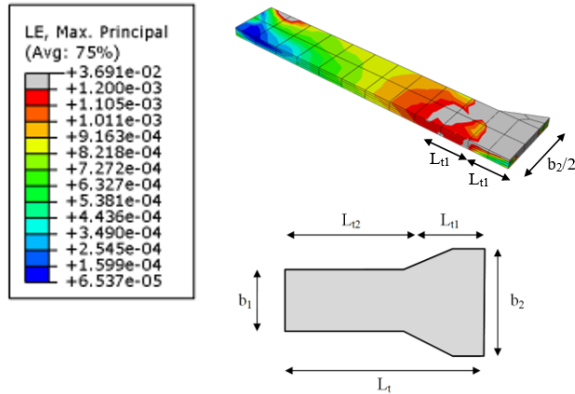 LE, Max. Principal
(Avg: 75%)
+3.691e-02
+1.200e-03
+1.105e-03
+1.011e-03
+9.163e-04
+8.218e-04
+7.272e-04
+6.327e-04
+5.381e-04
+4.436e-04
+3.490e-04
+2.545e-04
+1.599e-04
+6.537e-05
Lt1
Lt1
b2/2
Lt2
Lt1
b1
b2
Lt